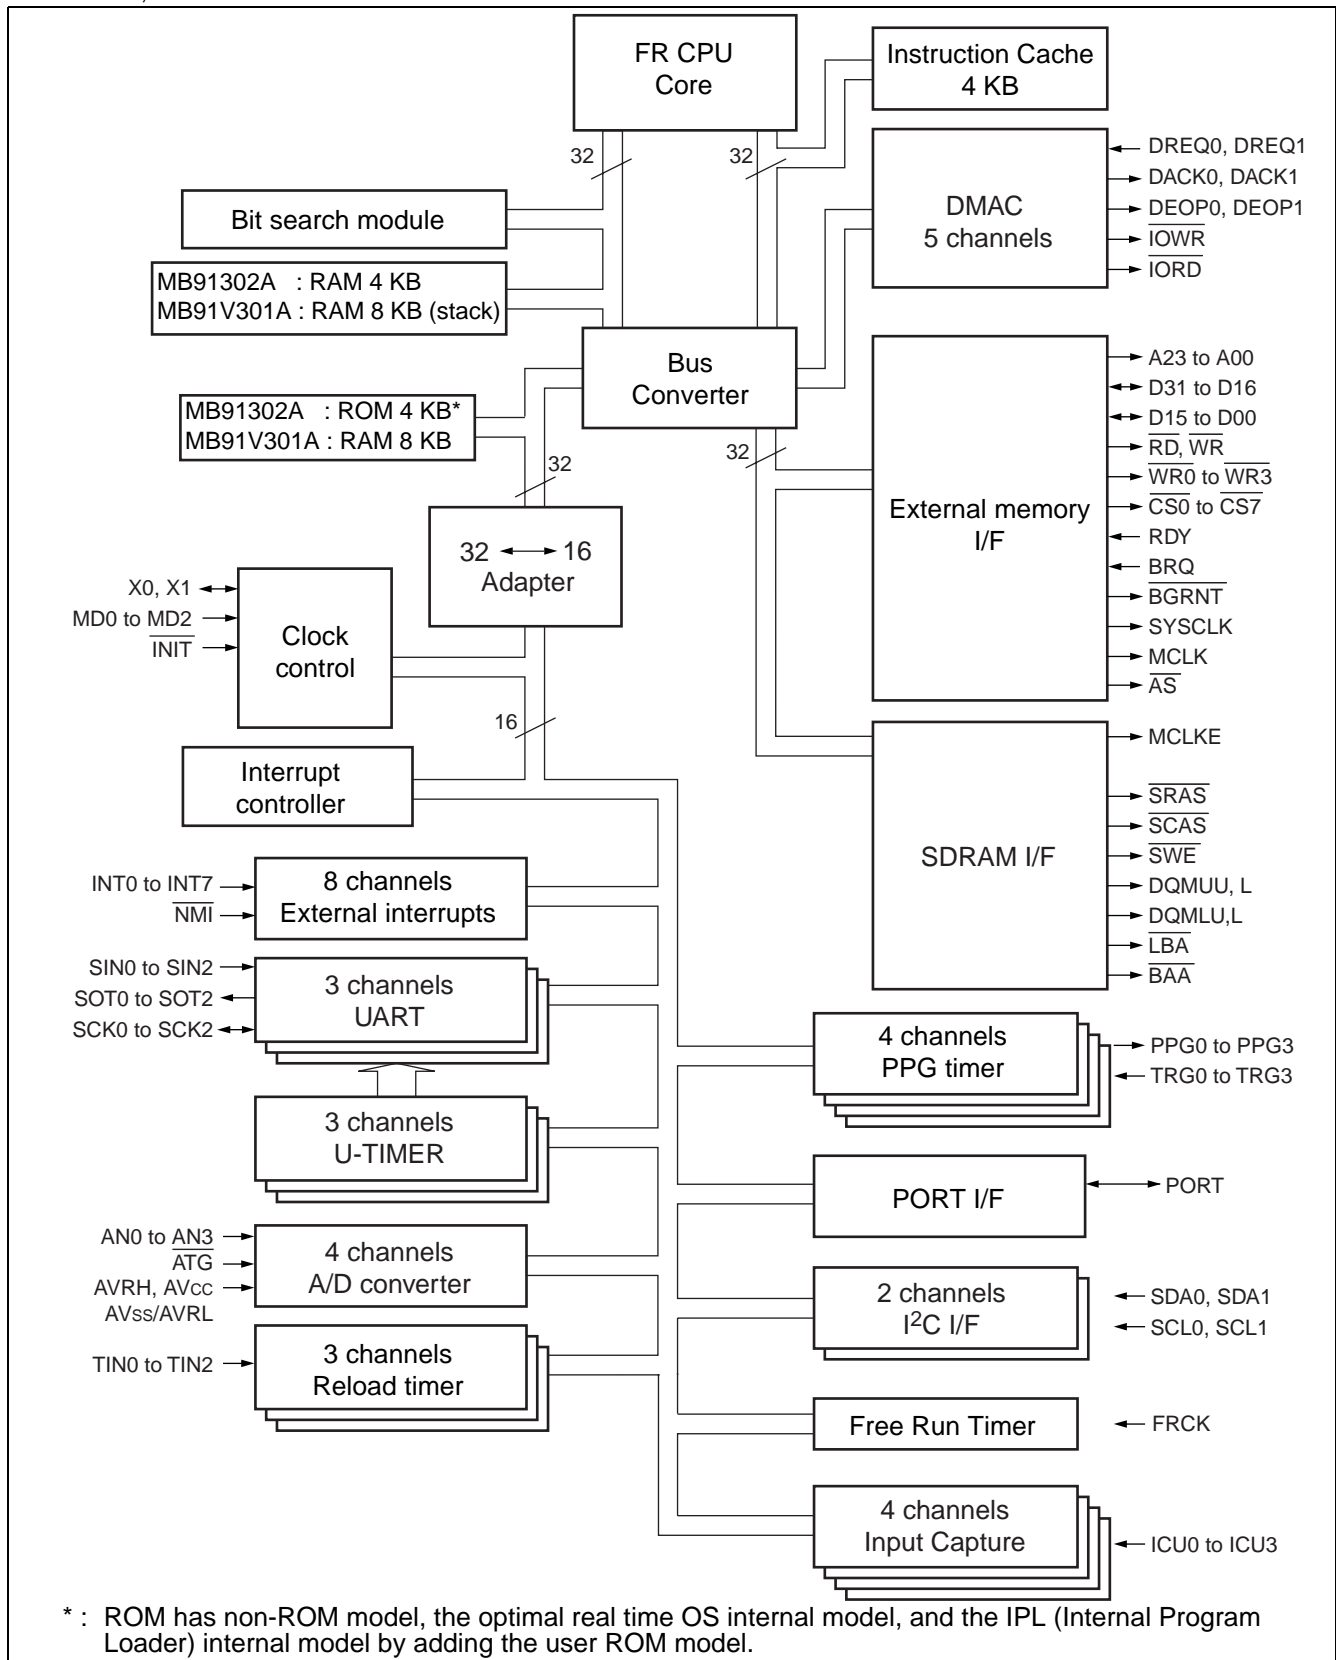 FR CPU
Core
Instruction Cache
4 KB
32
32
DREQ0, DREQ1
DACK0, DACK1
DEOP0, DEOP1
IOWR
IORD
DMAC
5 channels
Bit search module
MB91302A : RAM 4 KB
MB91V301A : RAM 8 KB (stack)
Bus
Converter
MB91302A : ROM 4 KB*
MB91V301A : RAM 8 KB
32
32
A23 to A00
D31 to D16
D15 to D00
RD, WR
WR0 to WR3
CS0 to CS7
RDY
BRQ
BGRNT
SYSCLK
MCLK
AS
External memory
I/F
32 16
Adapter
X0, X1
MD0 to MD2
INIT
Clock
control
16
MCLKE
SRAS
SCAS
SWE
DQMUU, L
DQMLU,L
LBA
BAA
SDRAM I/F
Interrupt
controller
INT0 to INT7
NMI
8 channels
External interrupts
SIN0 to SIN2
SOT0 to SOT2
SCK0 to SCK2
3 channels
UART
4 channels
PPG timer
PPG0 to PPG3
TRG0 to TRG3
3 channels
U-TIMER
PORT I/F
PORT
AN0 to AN3
ATG
AVRH, AVCC
AVSS/AVRL
4 channels
A/D converter
2 channels
I2C I/F
SDA0, SDA1
SCL0, SCL1
TIN0 to TIN2
3 channels
Reload timer
Free Run Timer
FRCK
4 channels
Input Capture
ICU0 to ICU3
* : ROM has non-ROM model, the optimal real time OS internal model, and the IPL (Internal Program
Loader) internal model by adding the user ROM model.